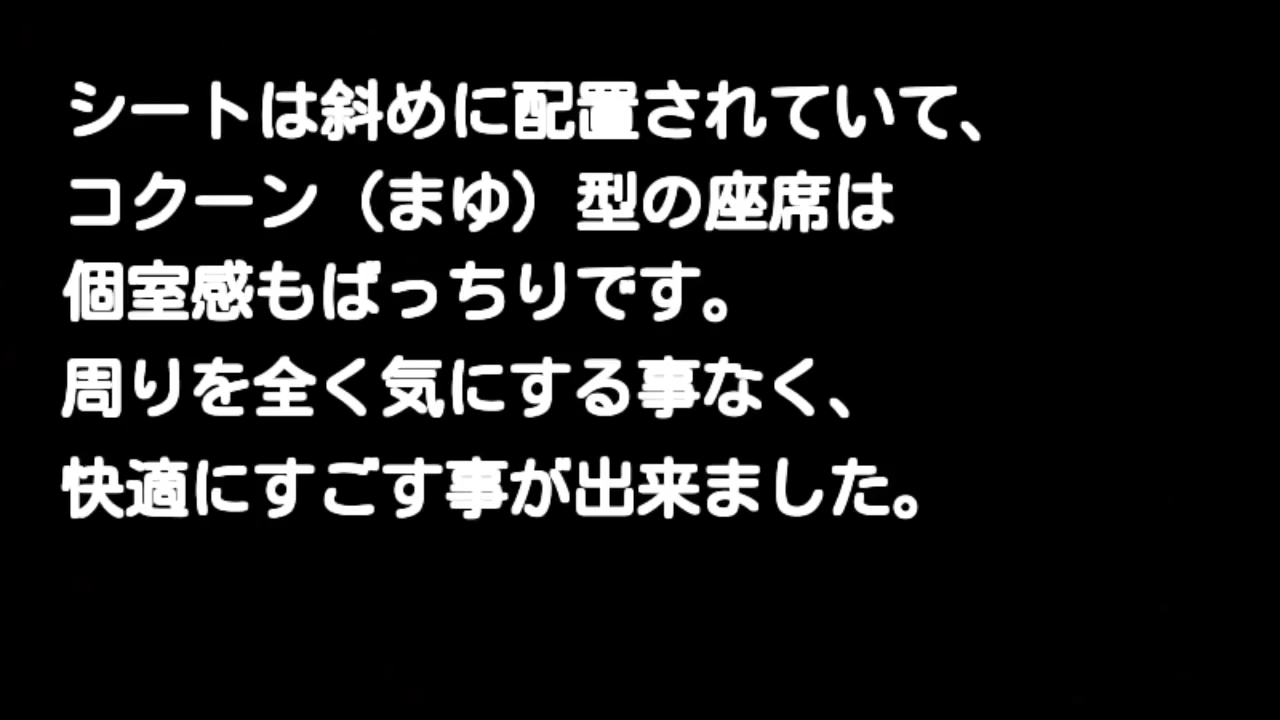 シートは斜めに配置されていて、
コクーン（まゆ）型の座席は
個室感もばっちりです。
周りを全く気にする事なく、
快適にすごす事が出来ました。